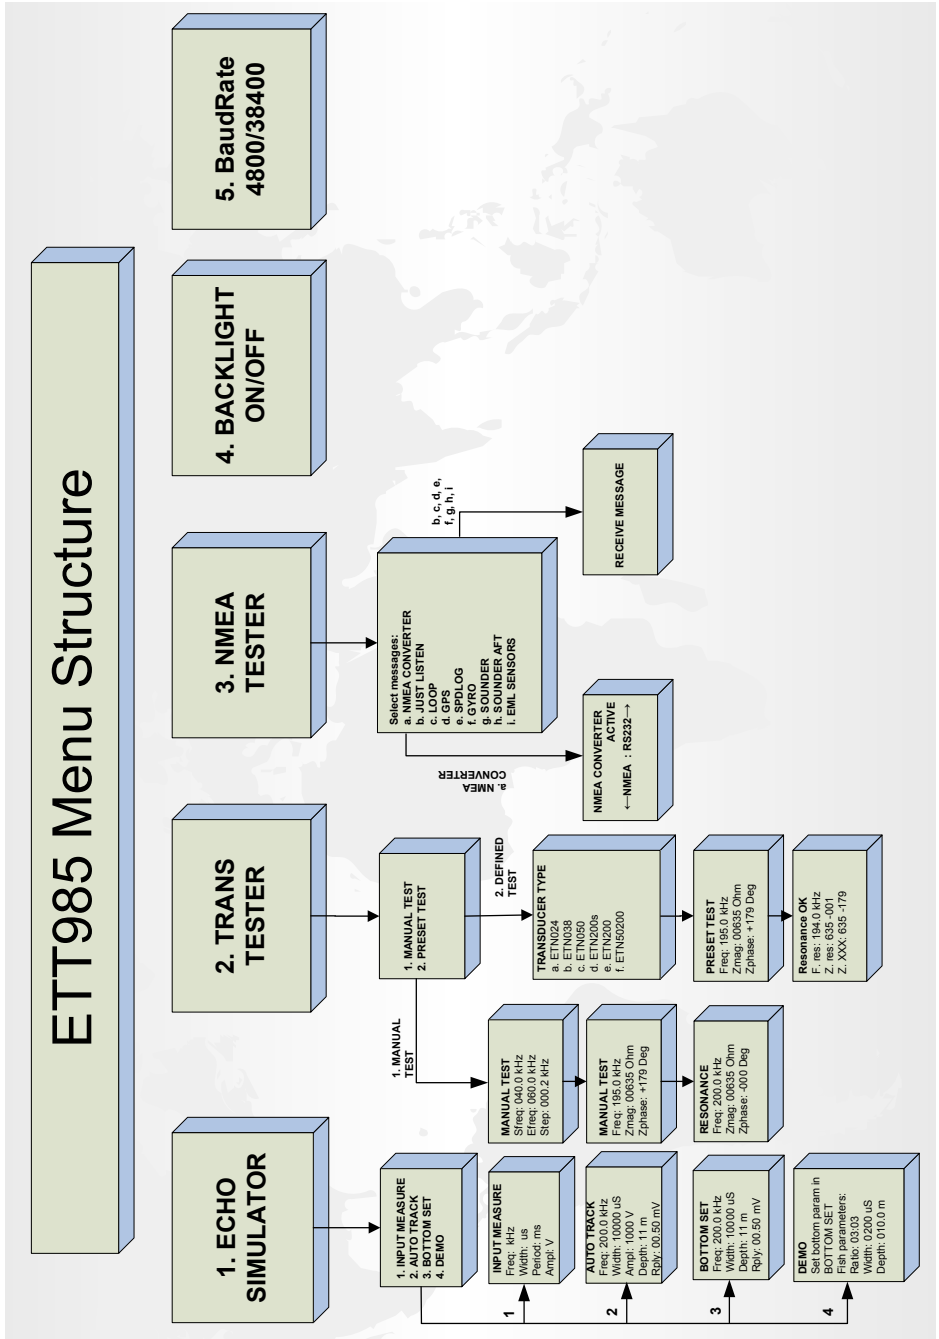 ETT985 Menu Structure
1. ECHO
SIMULATOR
2. TRANS
TESTER
3. NMEA
TESTER
4. BACKLIGHT
ON/OFF
5. BaudRate
4800/38400
1. INPUT MEASURE
2. AUTO TRACK
3. BOTTOM SET
4. DEMO
1
INPUT MEASURE
Freq: kHz
Width: us
Period: ms
Ampl: V
2
AUTO TRACK
Freq: 200.0 kHz
Width: 10000 uS
Ampl: 1000 V
Depth: 11 m
Rply: 00.50 mV
3
BOTTOM SET
Freq: 200.0 kHz
Width: 10000 uS
Depth: 11 m
Rply: 00.50 mV
4
DEMO
Set bottom param in
BOTTOM SET
Fish parameters:
Ratio: 03:03
Width: 0200 uS
Depth: 010.0 m
1. MANUAL TEST
2. PRESET TEST
1. MANUAL
TEST
MANUAL TEST
Sfreq: 040.0 kHz
Efreq: 060.0 kHz
Step: 000.2 kHz
MANUAL TEST
Freq: 195.0 kHz
Zmag: 00635 Ohm
Zphase: +179 Deg
RESONANCE
Freq: 200.0 kHz
Zmag: 00635 Ohm
Zphase: -000 Deg
2. DEFINED
TEST
TRANSDUCER TYPE
a. ETN024
b. ETN038
c. ETN050
d. ETN200s
e. ETN200
f. ETN50200
PRESET TEST
Freq: 195.0 kHz
Zmag: 00635 Ohm
Zphase: +179 Deg
Resonance OK
F. res: 194.0 kHz
Z. res: 635 -001
Z. XXX: 635 -179
Select messages:
a. NMEA CONVERTER
b. JUST LISTEN
c. LOOP
d. GPS
e. SPDLOG
f. GYRO
g. SOUNDER
h. SOUNDER AFT
i. EML SENSORS
a. NMEA
CONVERTER
NMEA CONVERTER
ACTIVE
←NMEA : RS232→
b, c, d, e,
f, g, h, i
RECEIVE MESSAGE